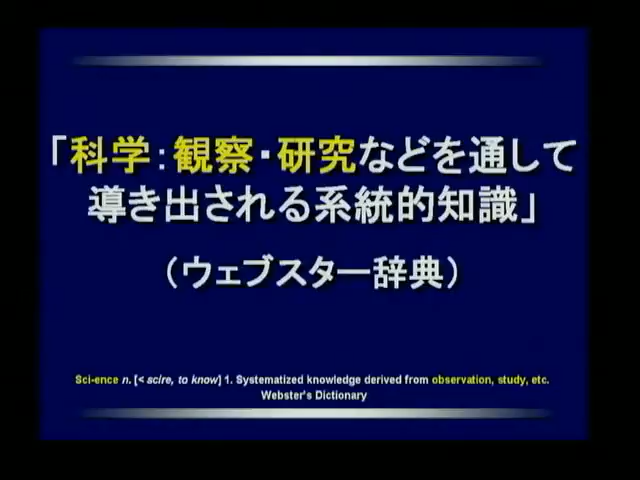 「科学：観察・研究などを通して
導き出される系統的知識」
（ウェブスター辞典）
Sci-ence n. [< scire, to know] 1. Systematized knowledge derived from observation, study, etc.
Webster's Dictionary